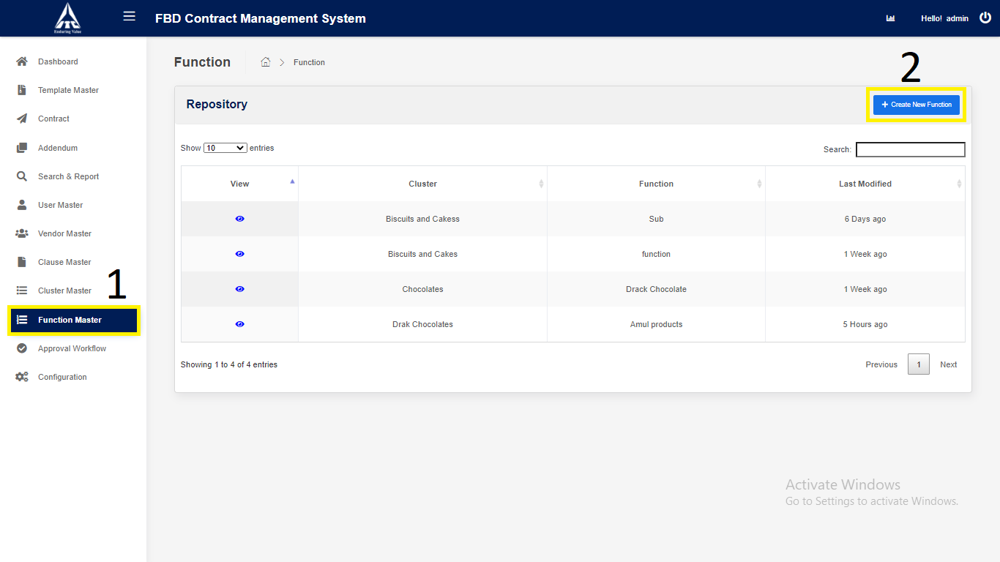 FBD Contract Management System
Hello! admin
Enduring Value
Dashboard
Template Master
Contract
Addendum
Search & Report
User Master
Vendor Master
Clause Master
Cluster Master
1
Function Master
Approval Workflow
Configuration
Function
Function
2
Repository
+ Create New Function
Show 10 entries
Search:
View Cluster Function Last Modified
Biscuits and Cakess Sub 6 Days ago
Biscuits and Cakes function 1 Week ago
Chocolates Drack Chocolate 1 Week ago
Drak Chocolates Amul products 5 Hours ago
Showing 1 to 4 of 4 entries
Previous 1 Next
Activate Windows
Go to Settings to activate Windows.